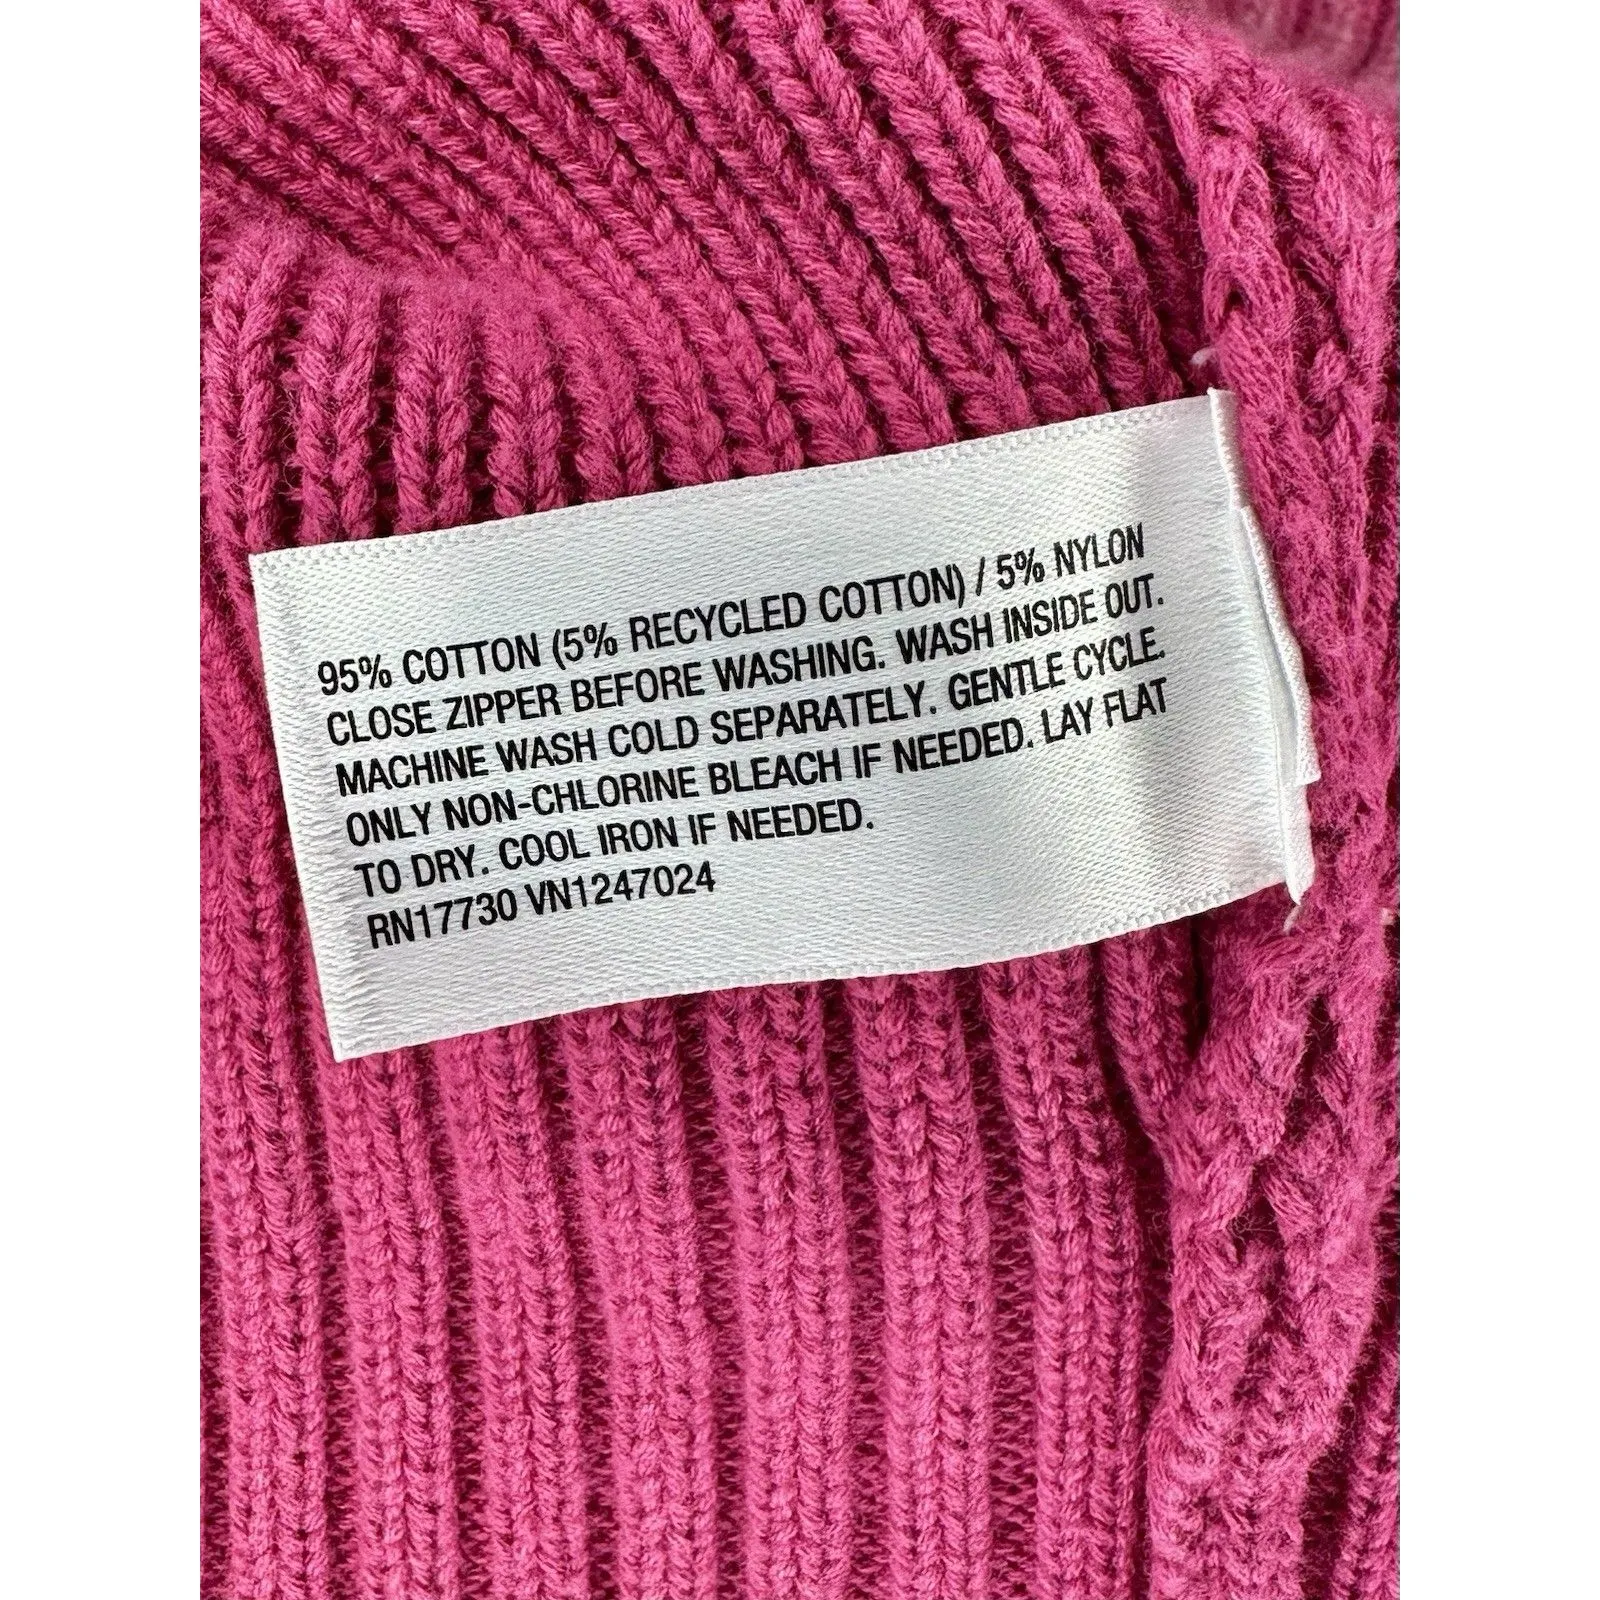 95% COTTON (5% RECYCLED COTTON) / 5% NYLON
CLOSE ZIPPER BEFORE WASHING. WASH INSIDE OUT.
MACHINE WASH COLD SEPARATELY. GENTLE CYCLE.
ONLY NON-CHLORINE BLEACH IF NEEDED. LAY FLAT
TO DRY. COOL IRON IF NEEDED.
RN17730 VN1247024